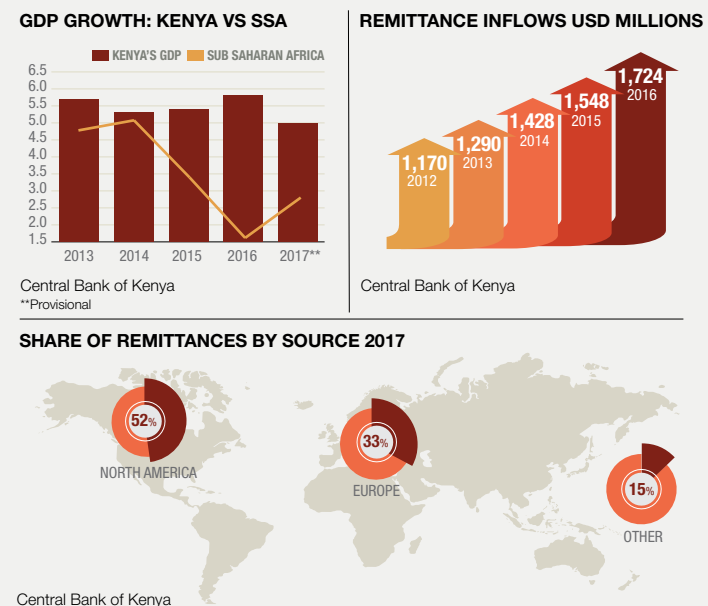 GDP GROWTH: KENYA VS SSA
KENYA'S GDP SUB SAHARAN AFRICA
6.5
6.0
5.5
5.0
4.5
4.0
3.5
3.0
2.5
2.0
1.5
2013 2014 2015 2016 2017**
Central Bank of Kenya
**Provisional
REMITTANCE INFLOWS USD MILLIONS
1,170
2012
1,290
2013
1,428
2014
1,548
2015
1,724
2016
Central Bank of Kenya
SHARE OF REMITTANCES BY SOURCE 2017
52%
NORTH AMERICA
33%
EUROPE
15%
OTHER
Central Bank of Kenya